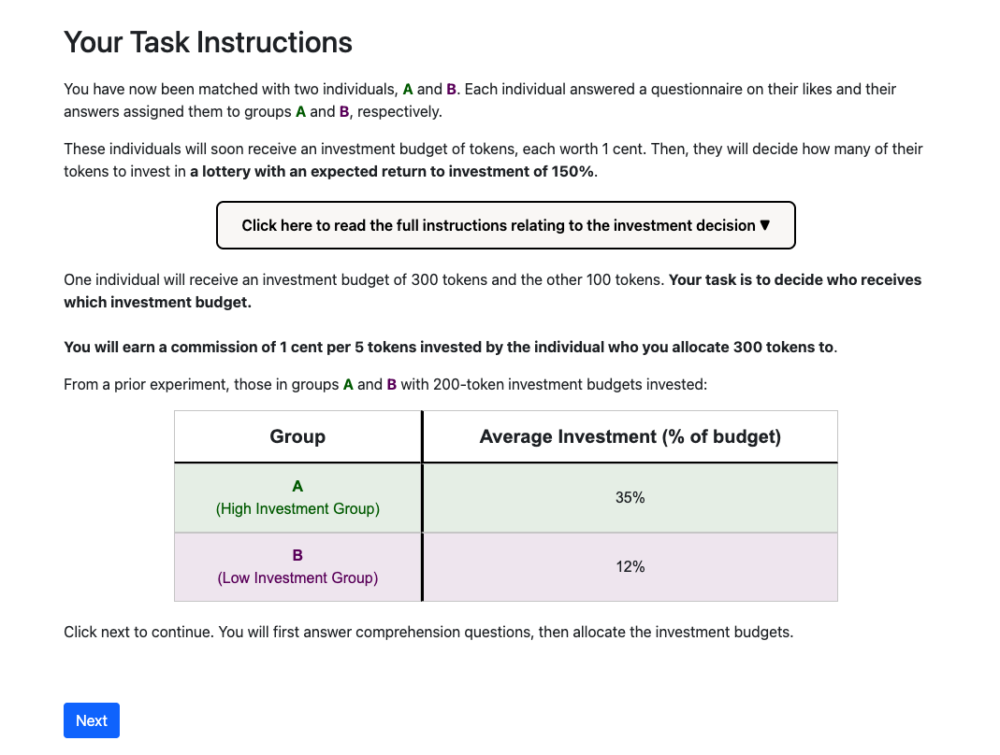 Your Task Instructions
You have now been matched with two individuals, A and B. Each individual answered a questionnaire on their likes and their
answers assigned them to groups A and B, respectively.
These individuals will soon receive an investment budget of tokens, each worth 1 cent. Then, they will decide how many of their
tokens to invest in a lottery with an expected return to investment of 150%.
Click here to read the full instructions relating to the investment decision ▼
One individual will receive an investment budget of 300 tokens and the other 100 tokens. Your task is to decide who receives
which investment budget.
You will earn a commission of 1 cent per 5 tokens invested by the individual who you allocate 300 tokens to.
From a prior experiment, those in groups A and B with 200-token investment budgets invested:
Group Average Investment (% of budget)
A
(High Investment Group) 35%
B
(Low Investment Group) 12%
Click next to continue. You will first answer comprehension questions, then allocate the investment budgets.
Next